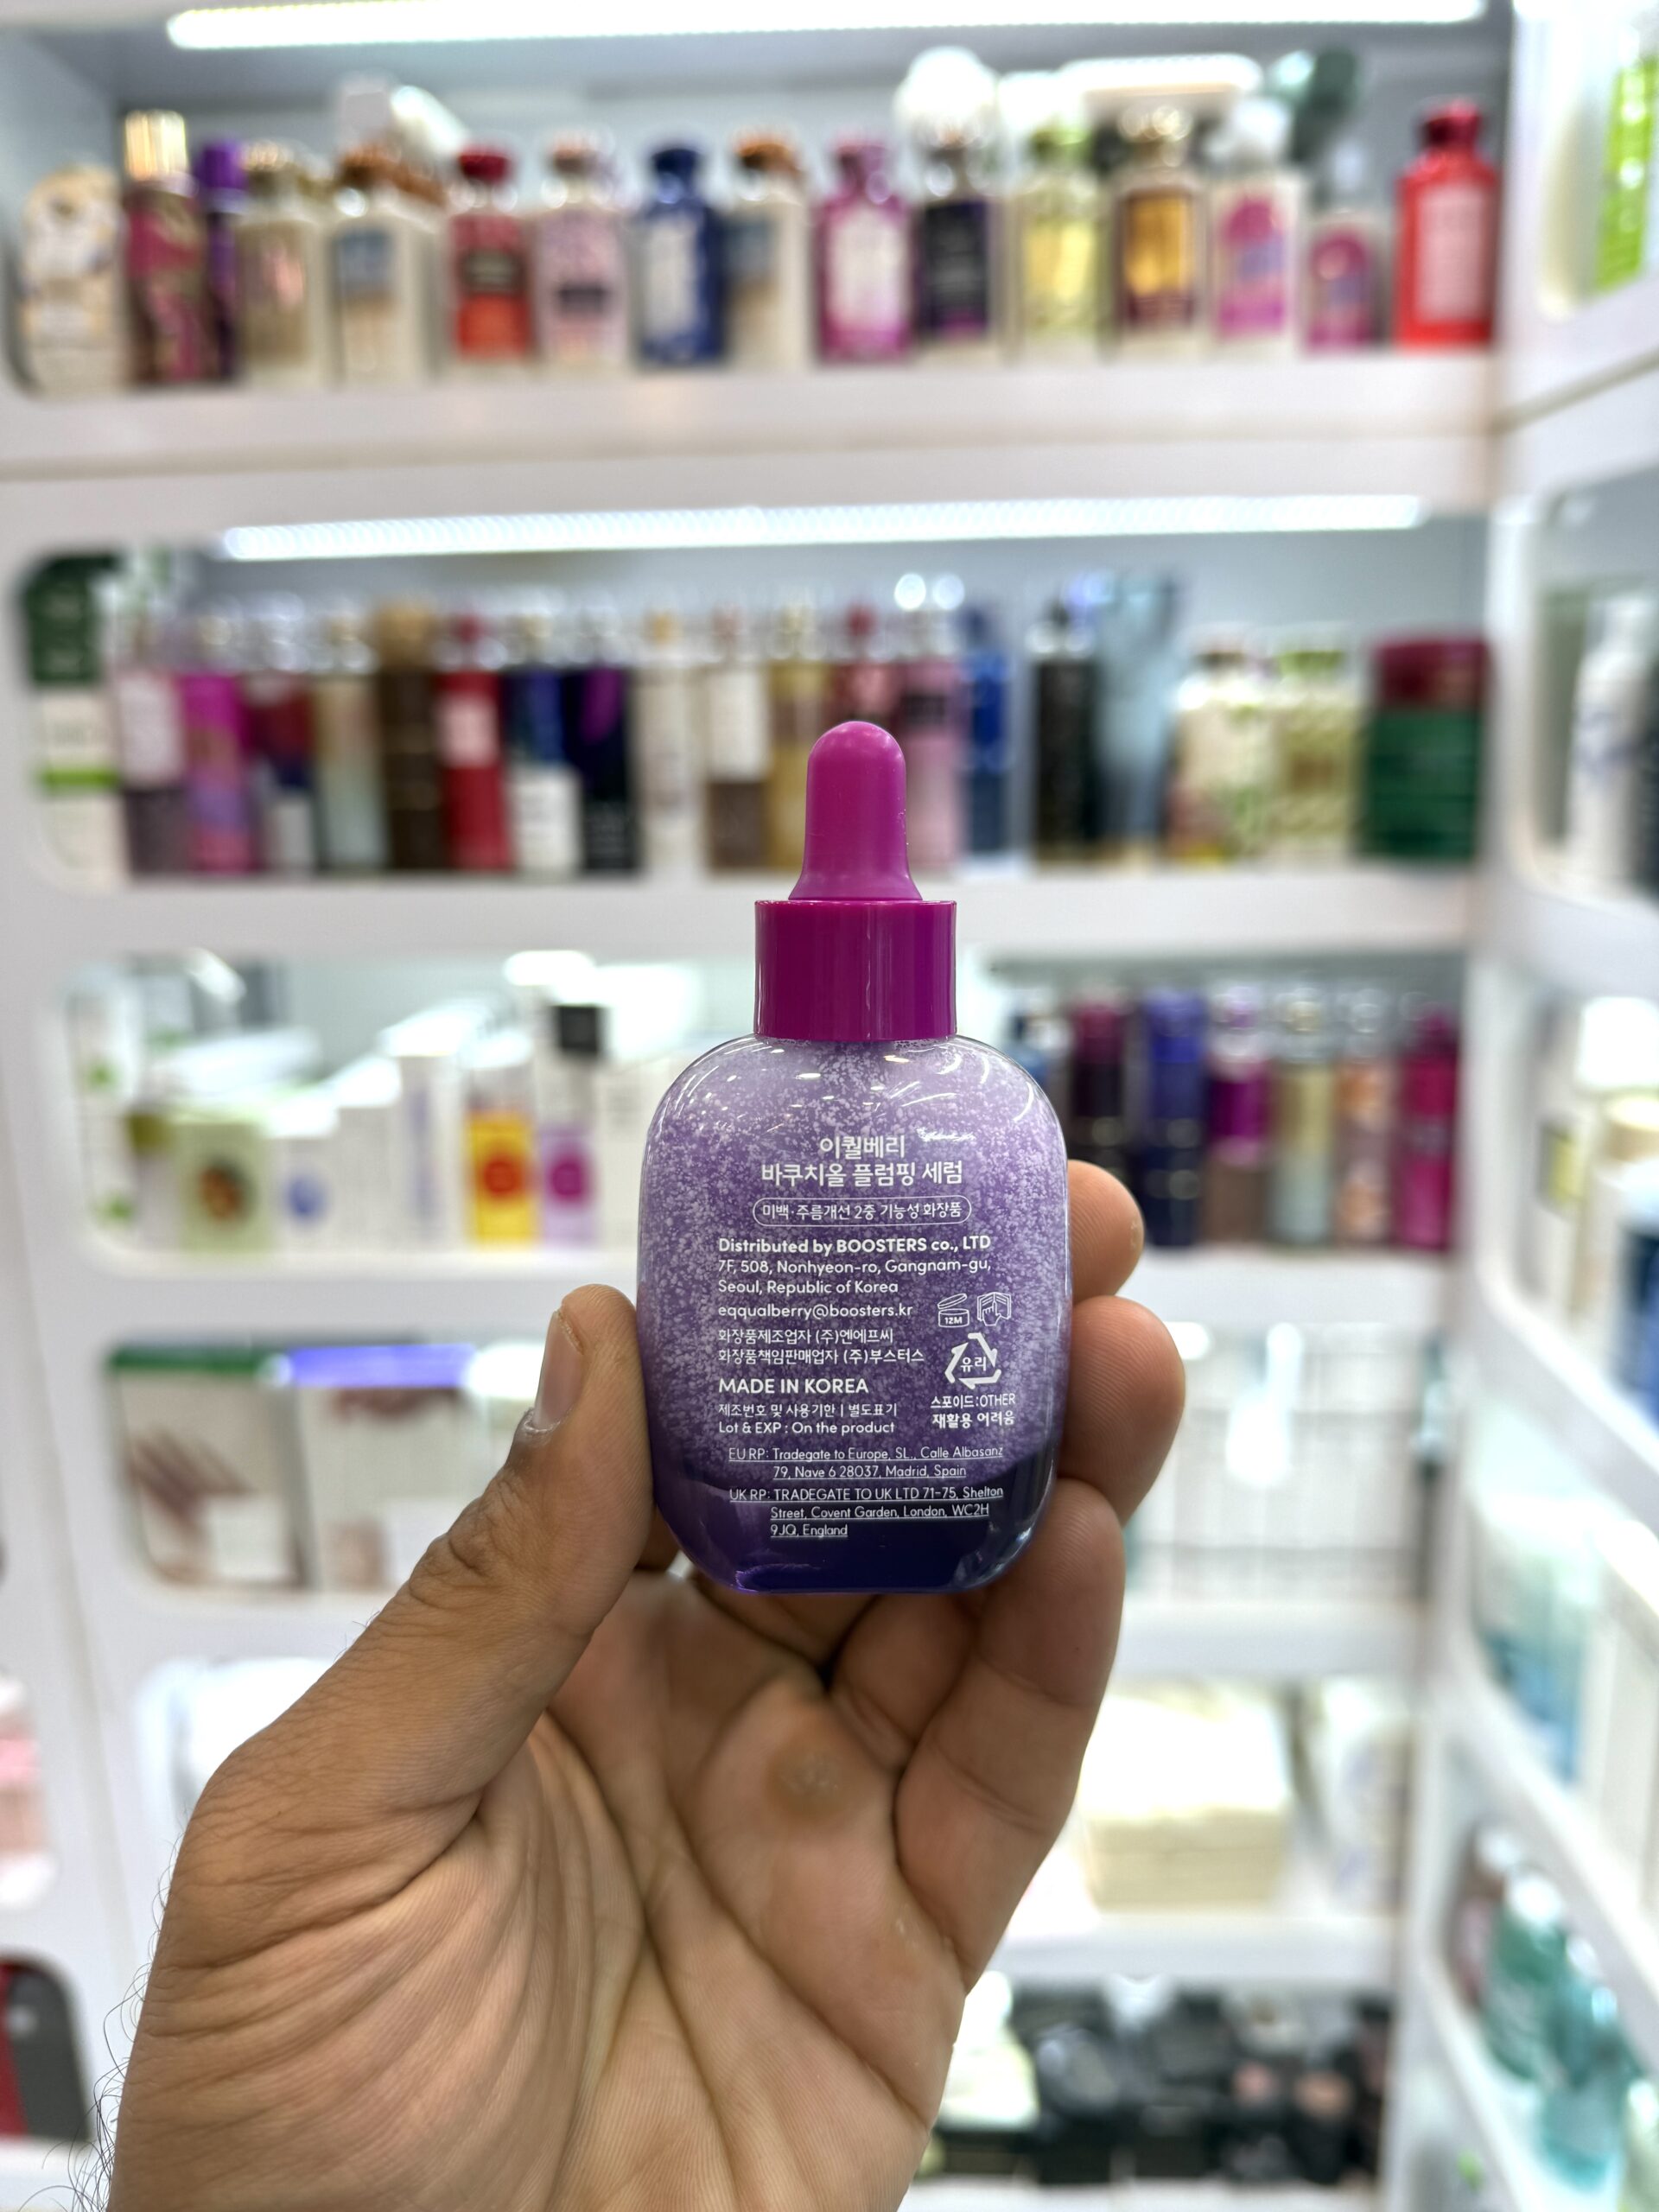 이퀄베리
바쿠치올 플럼핑 세럼
미백·주름개선 2중 기능성 화장품
Distributed by BOOSTERS co., LTD
7F, 508, Nonhyeon-ro, Gangnam-gu,
Seoul, Republic of Korea
eqqualberry@boosters.kr
12M
화장품제조업자 (주)엔에프씨
화장품책임판매업자 (주)부스터스
유리
MADE IN KOREA
스포이드:OTHER
제조번호 및 사용기한 | 별도표기
재활용 어려움
Lot & EXP : On the product
EU RP: Tradegate to Europe, SL., Calle Albasanz
79, Nave 6 28037, Madrid, Spain
UK RP: TRADEGATE TO UK LTD 71-75, Shelton
Street, Covent Garden, London, WC2H
9JQ, England